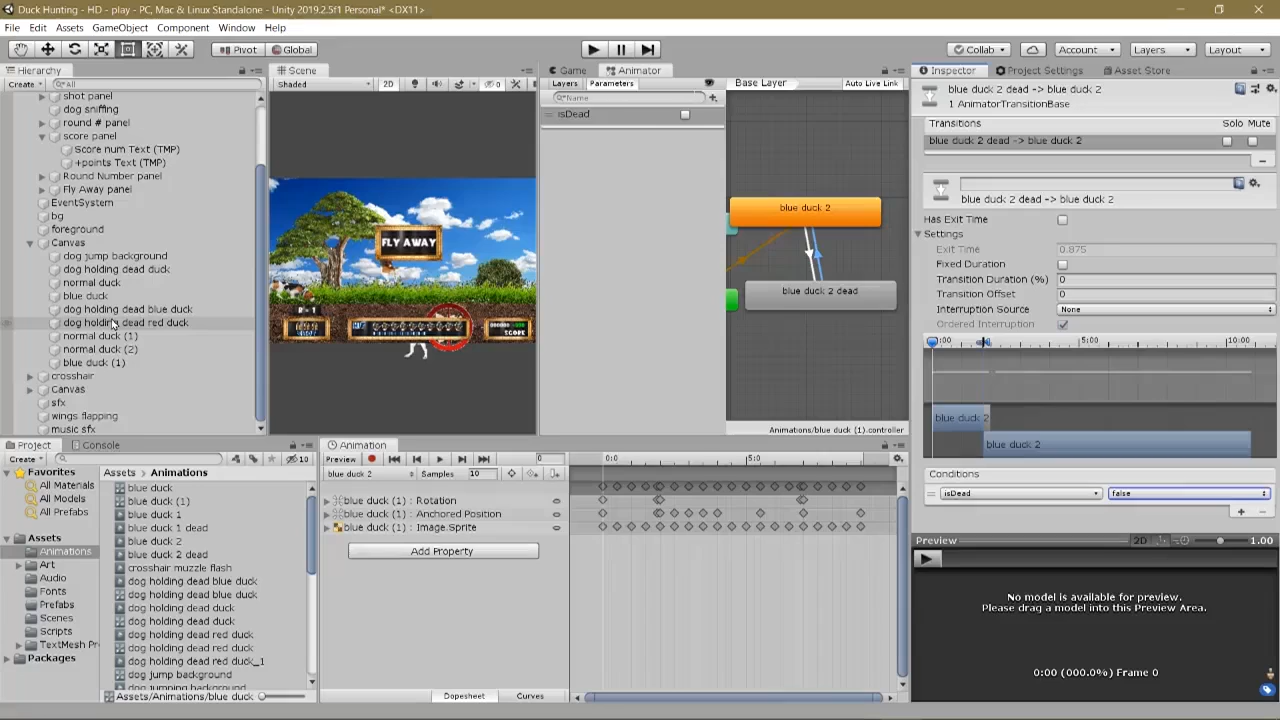 Duck Hunting - HD - play - PC, Mac & Linux Standalone - Unity 2019.2.5f1 Personal* <DX11>
File Edit Assets GameObject Component Window Help
Pivot Global Collab Account Layers Layout
Hierarchy
Create All
shot panel
dog sniffing
round # panel
score panel
Score num Text (TMP)
+points Text (TMP)
Round Number panel
Fly Away panel
EventSystem
bg
foreground
Canvas
dog jump background
dog holding dead duck
normal duck
blue duck
dog holding dead blue duck
dog holding dead red duck
normal duck (1)
normal duck (2)
blue duck (1)
crosshair
Canvas
sfx
wings flapping
music sfx
Scene
Shaded 2D 0
FLY AWAY
R - 1
SCORE
Game Animator
Layers Parameters
Name
isDead
Base Layer Auto Live Link
blue duck 2
blue duck 2 dead
Animations/blue duck (1).controller
Inspector Project Settings Asset Store
blue duck 2 dead -> blue duck 2
1 AnimatorTransitionBase
Transitions Solo Mute
blue duck 2 dead -> blue duck 2
blue duck 2 dead -> blue duck 2
Has Exit Time
Settings
Exit Time 0.875
Fixed Duration
Transition Duration (%) 0
Transition Offset 0
Interruption Source None
Ordered Interruption
:00 5:00 10:00
blue duck 2
blue duck 2
Conditions
isDead false
Preview 2D 1.00
No model is available for preview.
Please drag a model into this Preview Area.
0:00 (000.0%) Frame 0
Project Console
Create 10
Favorites
All Materials
All Models
All Prefabs
Assets
Animations
Art
Audio
Fonts
Prefabs
Scenes
Scripts
TextMesh Pr
Packages
Assets Animations
blue duck
blue duck (1)
blue duck 1
blue duck 1 dead
blue duck 2
blue duck 2 dead
crosshair muzzle flash
dog holding dead blue duck
dog holding dead blue duck
dog holding dead duck
dog holding dead duck
dog holding dead red duck
dog holding dead red duck
dog holding dead red duck_1
dog jump background
dog jumping background
Assets/Animations/blue duck
Animation
Preview 0
blue duck 2 Samples 10
0:0 5:0
blue duck (1) : Rotation
blue duck (1) : Anchored Position
blue duck (1) : Image.Sprite
Add Property
Dopesheet Curves